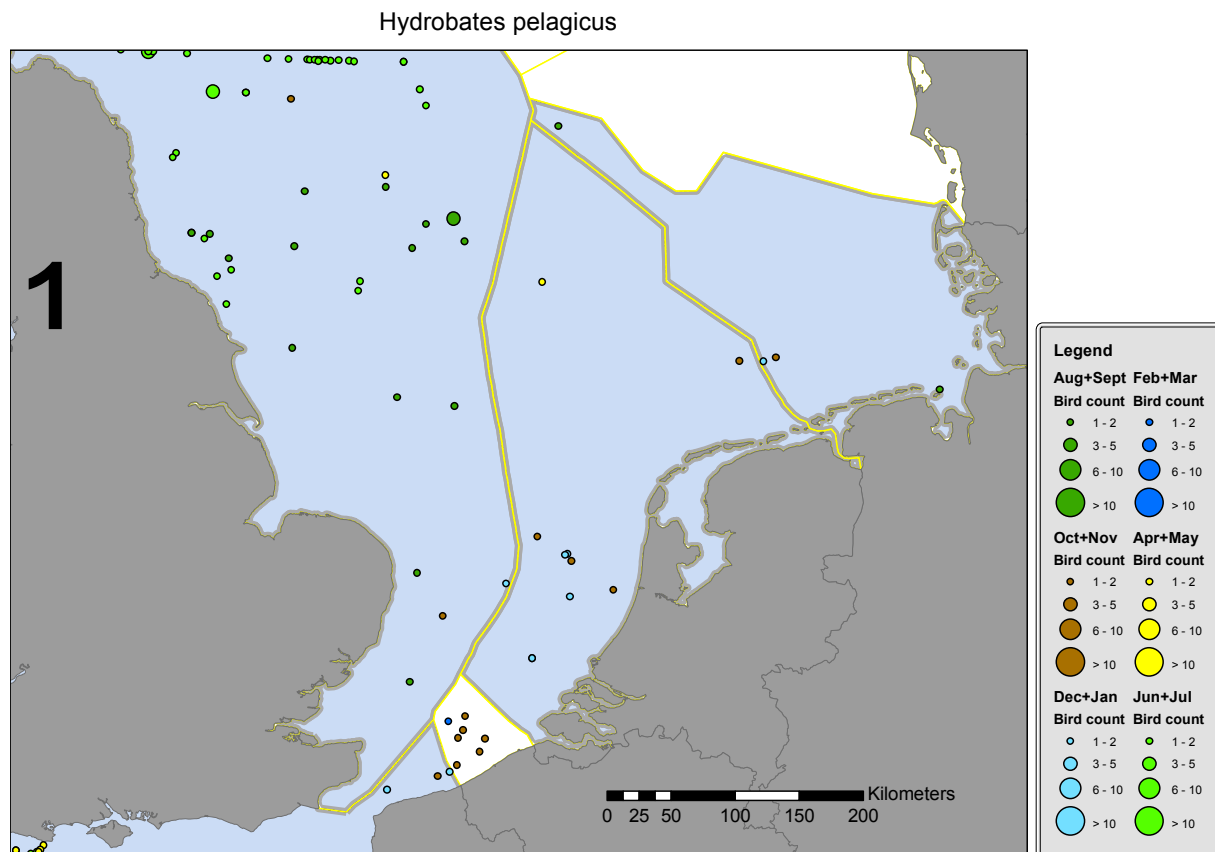 Hydrobates pelagicus
1
Kilometers
0 25 50 100 150 200
Legend
Aug+Sept Feb+Mar
Bird count Bird count
1 - 2 1 - 2
3 - 5 3 - 5
6 - 10 6 - 10
> 10 > 10
Oct+Nov Apr+May
Bird count Bird count
1 - 2 1 - 2
3 - 5 3 - 5
6 - 10 6 - 10
> 10 > 10
Dec+Jan Jun+Jul
Bird count Bird count
1 - 2 1 - 2
3 - 5 3 - 5
6 - 10 6 - 10
> 10 > 10